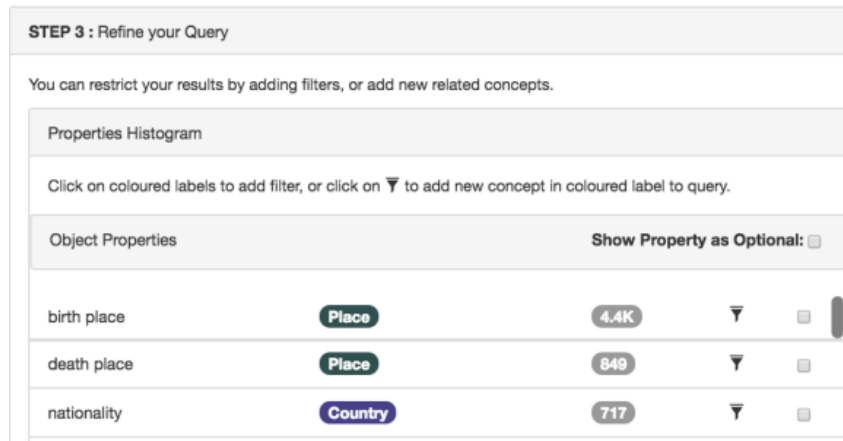 STEP 3 : Refine your Query
You can restrict your results by adding filters, or add new related concepts.
Properties Histogram
Click on coloured labels to add filter, or click on to add new concept in coloured label to query.
Object Properties Show Property as Optional:
birth place Place 4.4K
death place Place 849
nationality Country 717